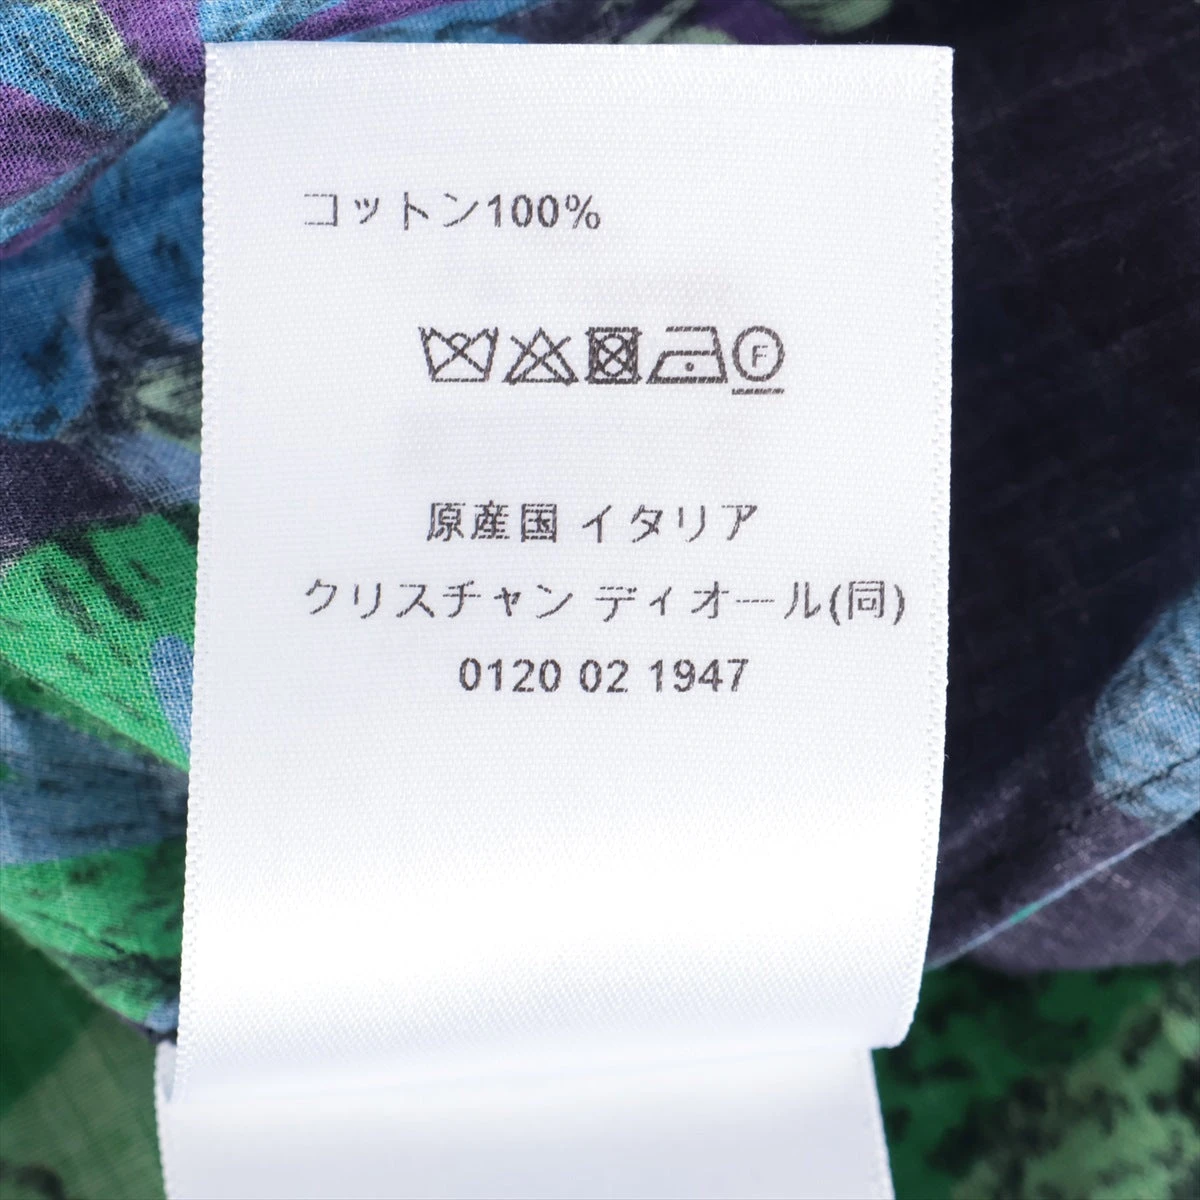 コットン100%
F
原産国 イタリア
クリスチャン ディオール(同)
0120 02 1947